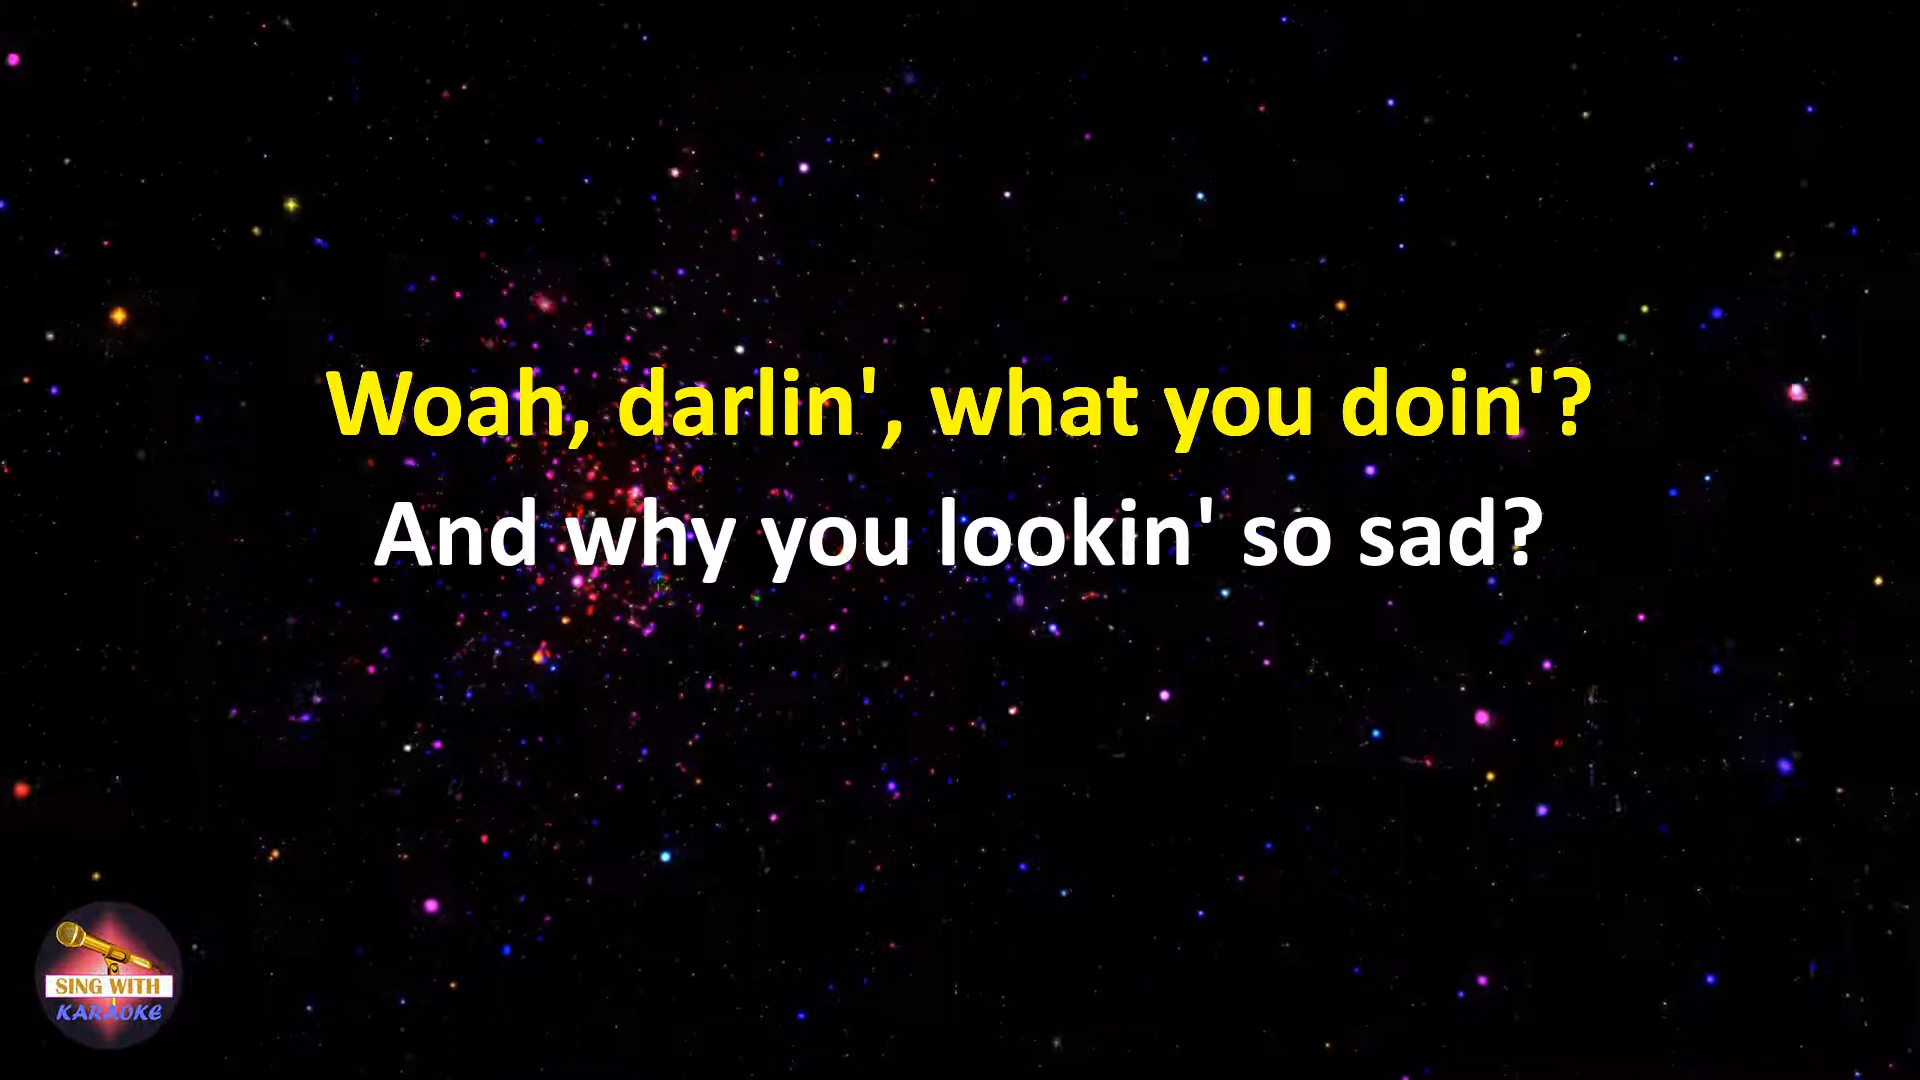 Woah, darlin', what you doin'?
And why you lookin' so sad?
SING WITH
KARAOKE